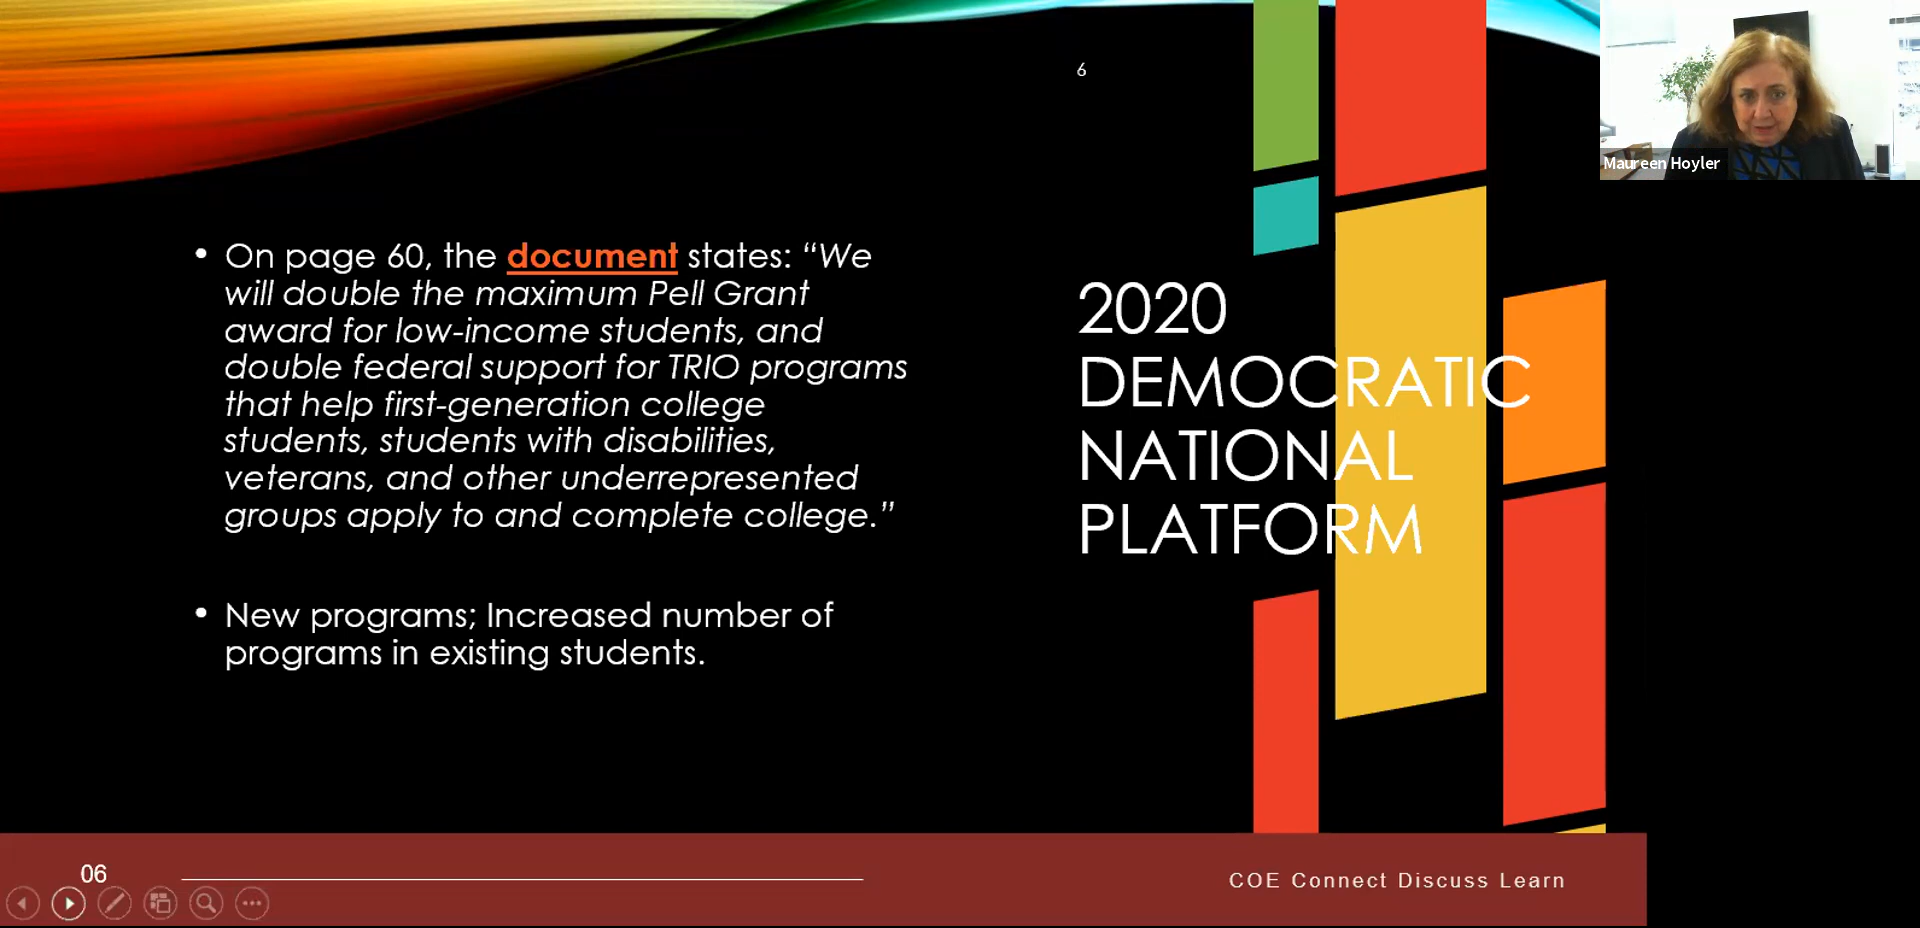 6
Maureen Hoyler
• On page 60, the document states: “We
will double the maximum Pell Grant
award for low-income students, and
double federal support for TRIO programs
that help first-generation college
students, students with disabilities,
veterans, and other underrepresented
groups apply to and complete college.”
• New programs; Increased number of
programs in existing students.
2020
DEMOCRATIC
NATIONAL
PLATFORM
06
COE Connect Discuss Learn